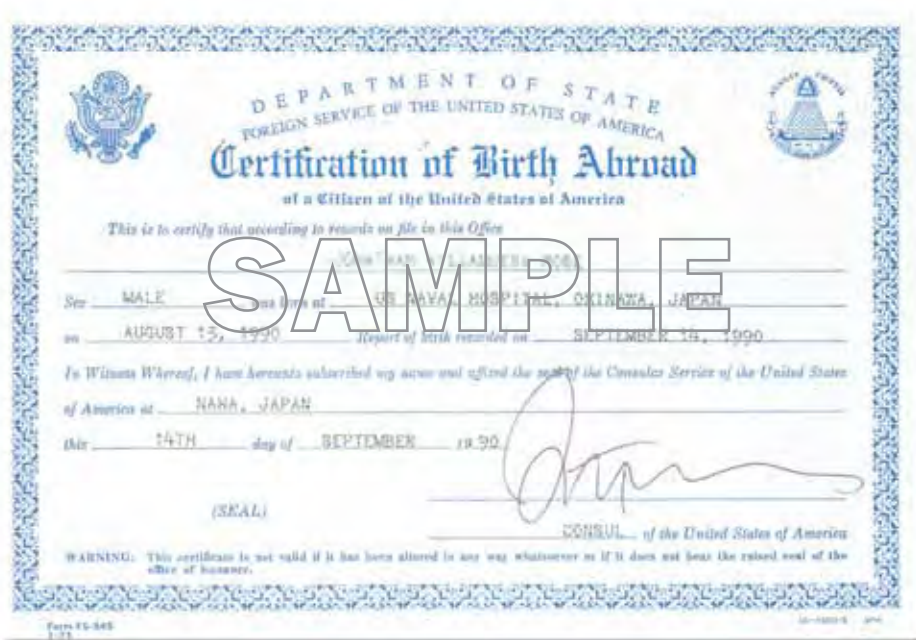 DEPARTMENT OF STATE
FOREIGN SERVICE OF THE UNITED STATES OF AMERICA
Certification of Birth Abroad
of a Citizen of the United States of America
This is to certify that according to records on file in this Office
SAMPLE
Sex MALE was born at US NAVAL HOSPITAL, OKINAWA, JAPAN
on AUGUST 13, 1990 Report of birth recorded on SEPTEMBER 14, 1990
In Witness Whereof, I have hereunto subscribed my name and affixed the seal of the Consular Service of the United States
of America at NAHA, JAPAN
this 14TH day of SEPTEMBER 19 90
(SEAL)
CONSUL of the United States of America
WARNING: This certificate is not valid if it has been altered in any way whatsoever or if it does not bear the raised seal of the
office of issuance.
Form FS-545